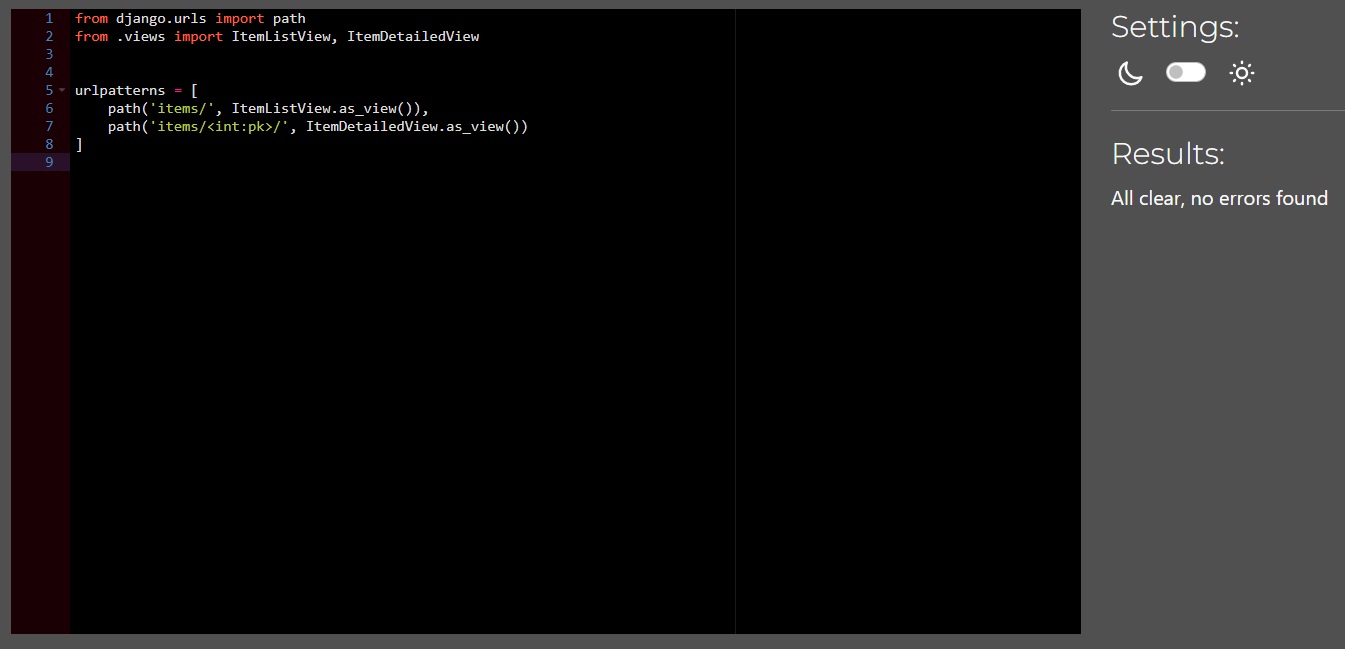 1 from django.urls import path
2 from .views import ItemListView, ItemDetailedView
3
4
5 urlpatterns = [
6     path('items/', ItemListView.as_view()),
7     path('items/<int:pk>/', ItemDetailedView.as_view())
8 ]
9
Settings:
Results:
All clear, no errors found